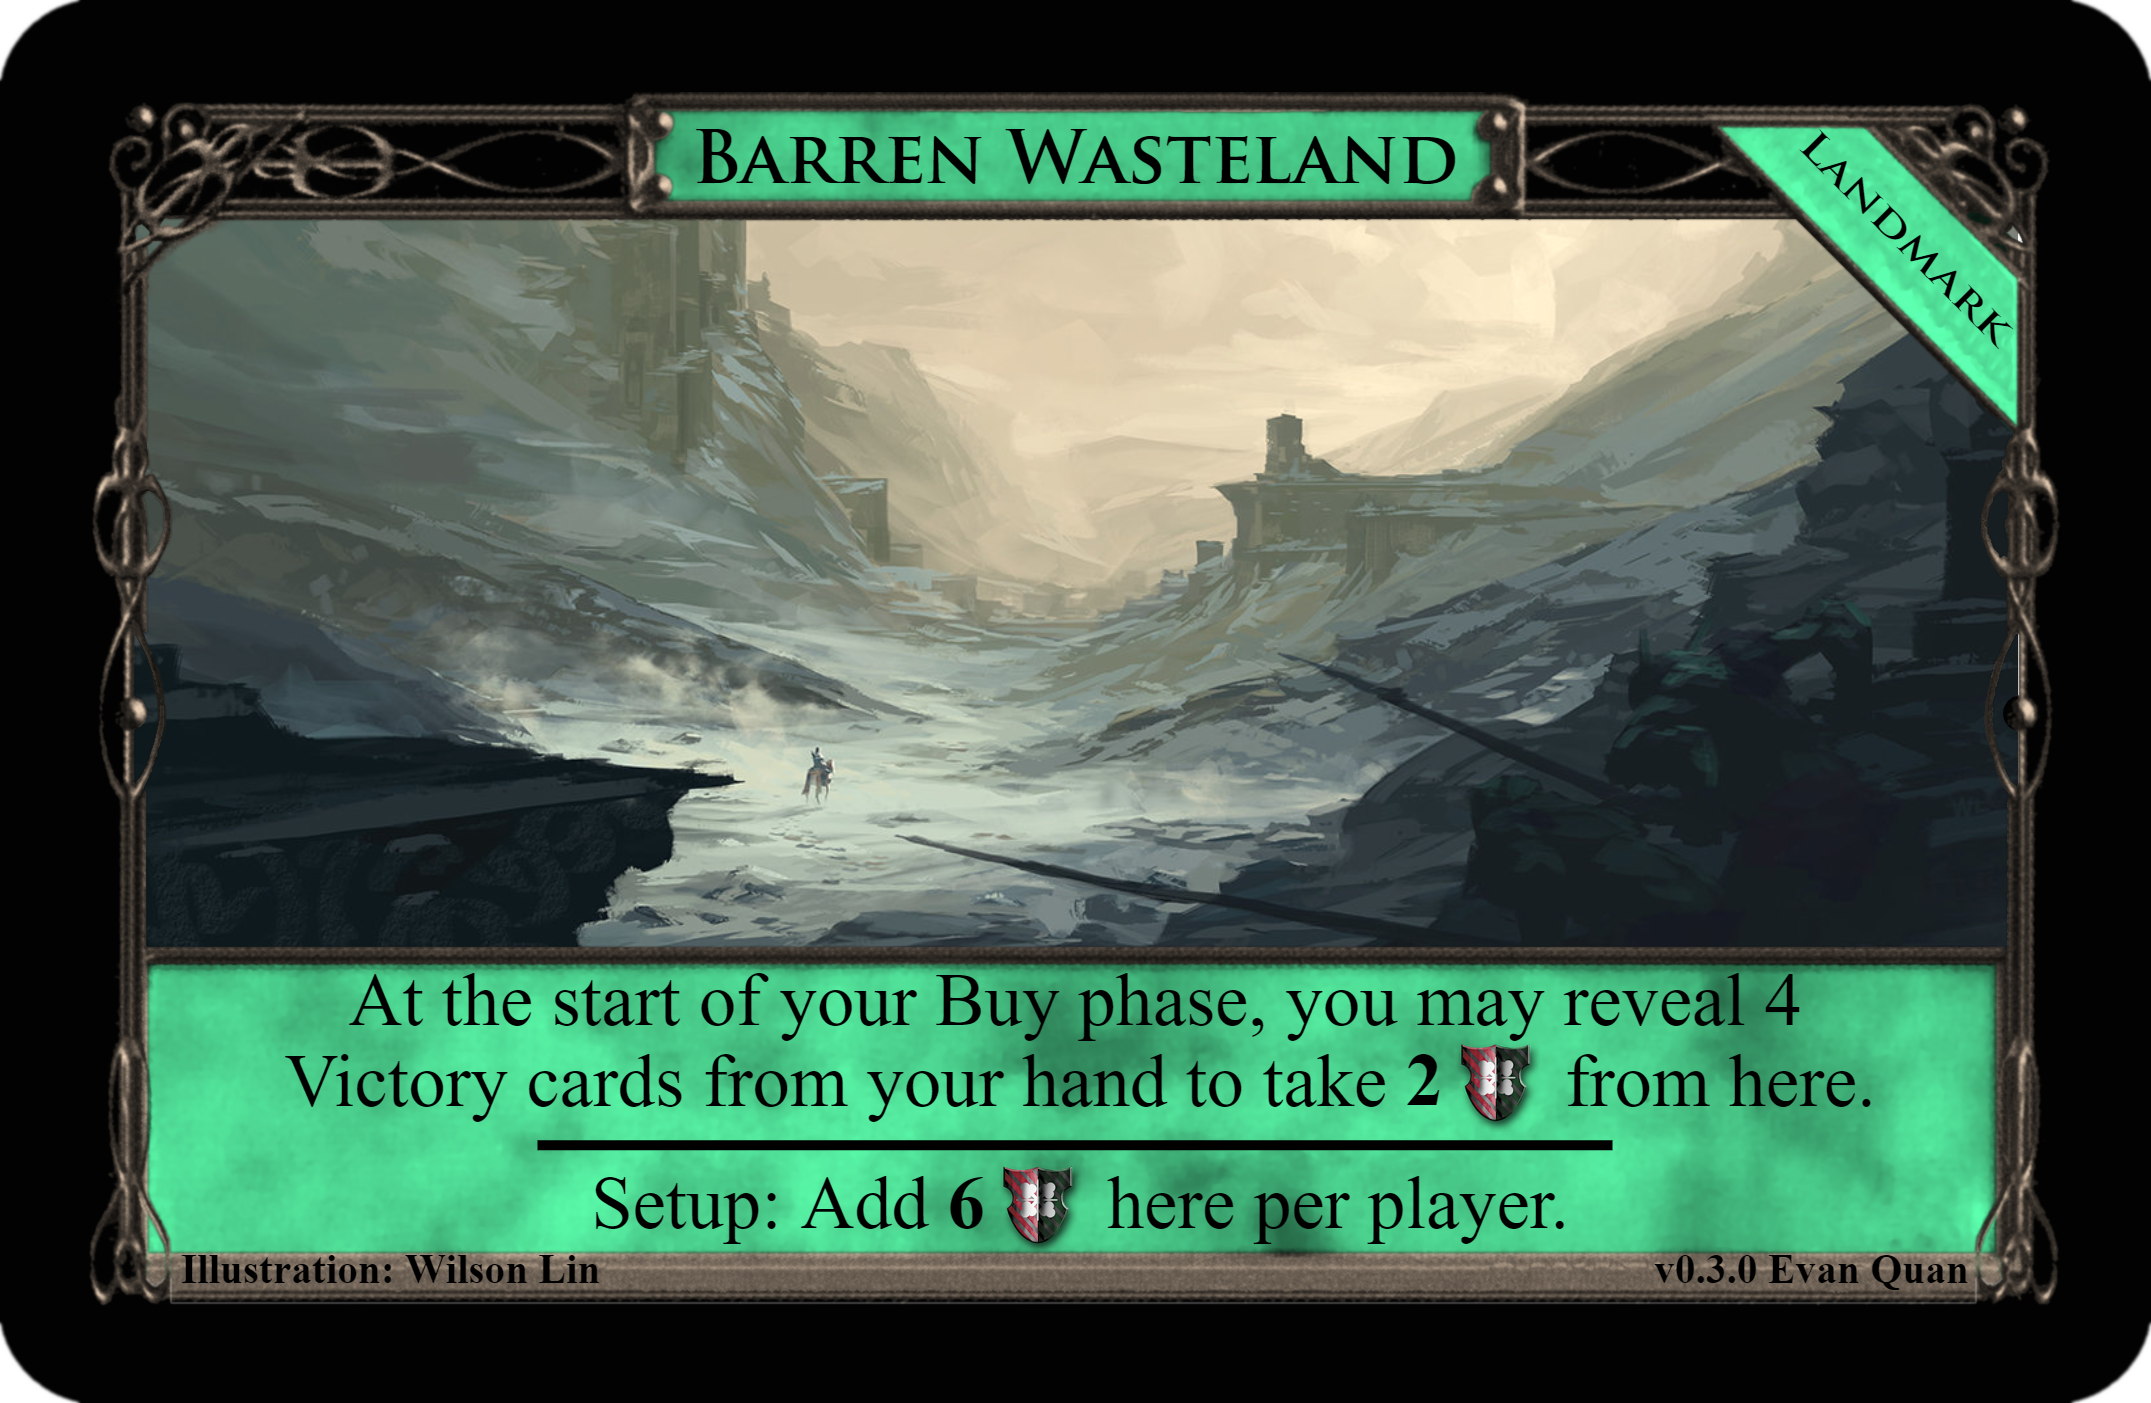 Barren Wasteland
LANDMARK
At the start of your Buy phase, you may reveal 4
Victory cards from your hand to take 2 from here.
Setup: Add 6 here per player.
Illustration: Wilson Lin
v0.3.0 Evan Quan